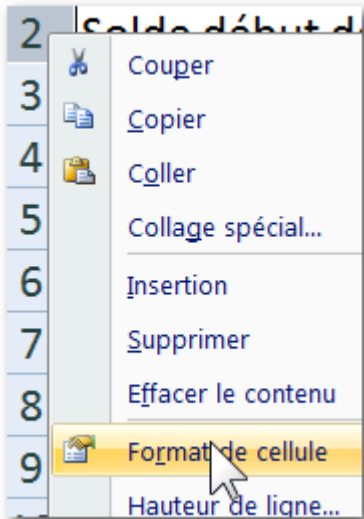 2 Solde début d
Couper
3
Copier
4 Coller
5 Collage spécial...
6 Insertion
7 Supprimer
8 Effacer le contenu
9 Format de cellule
Hauteur de ligne...